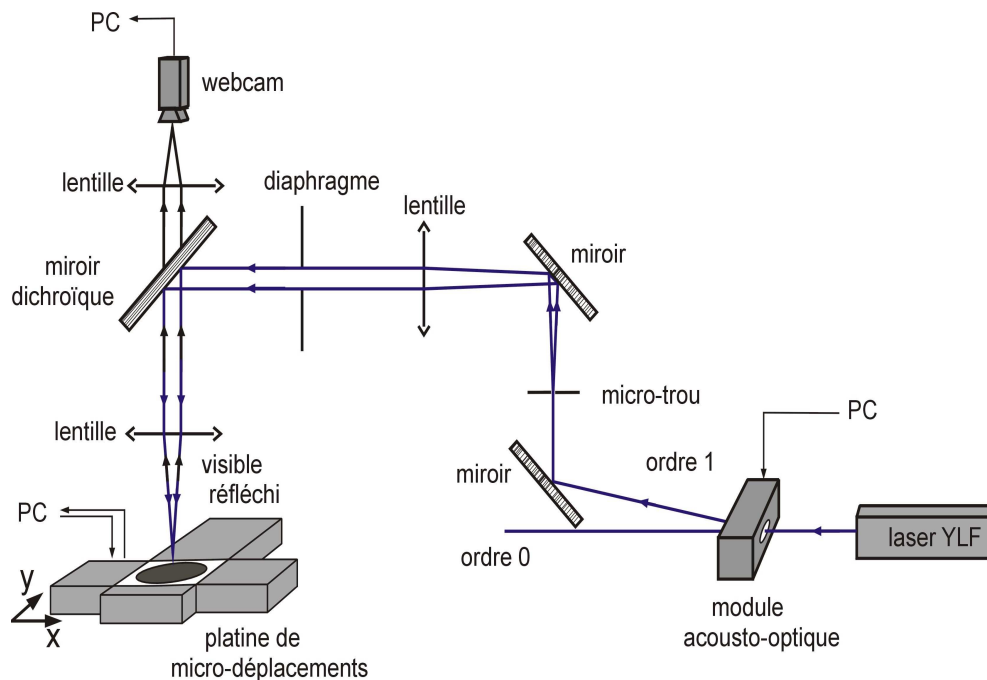 PC
webcam
lentille
diaphragme
lentille
miroir
miroir
dichroïque
micro-trou
PC
lentille
visible
réfléchi
miroir
ordre 1
PC
laser YLF
ordre 0
y
x
module
acousto-optique
platine de
micro-déplacements